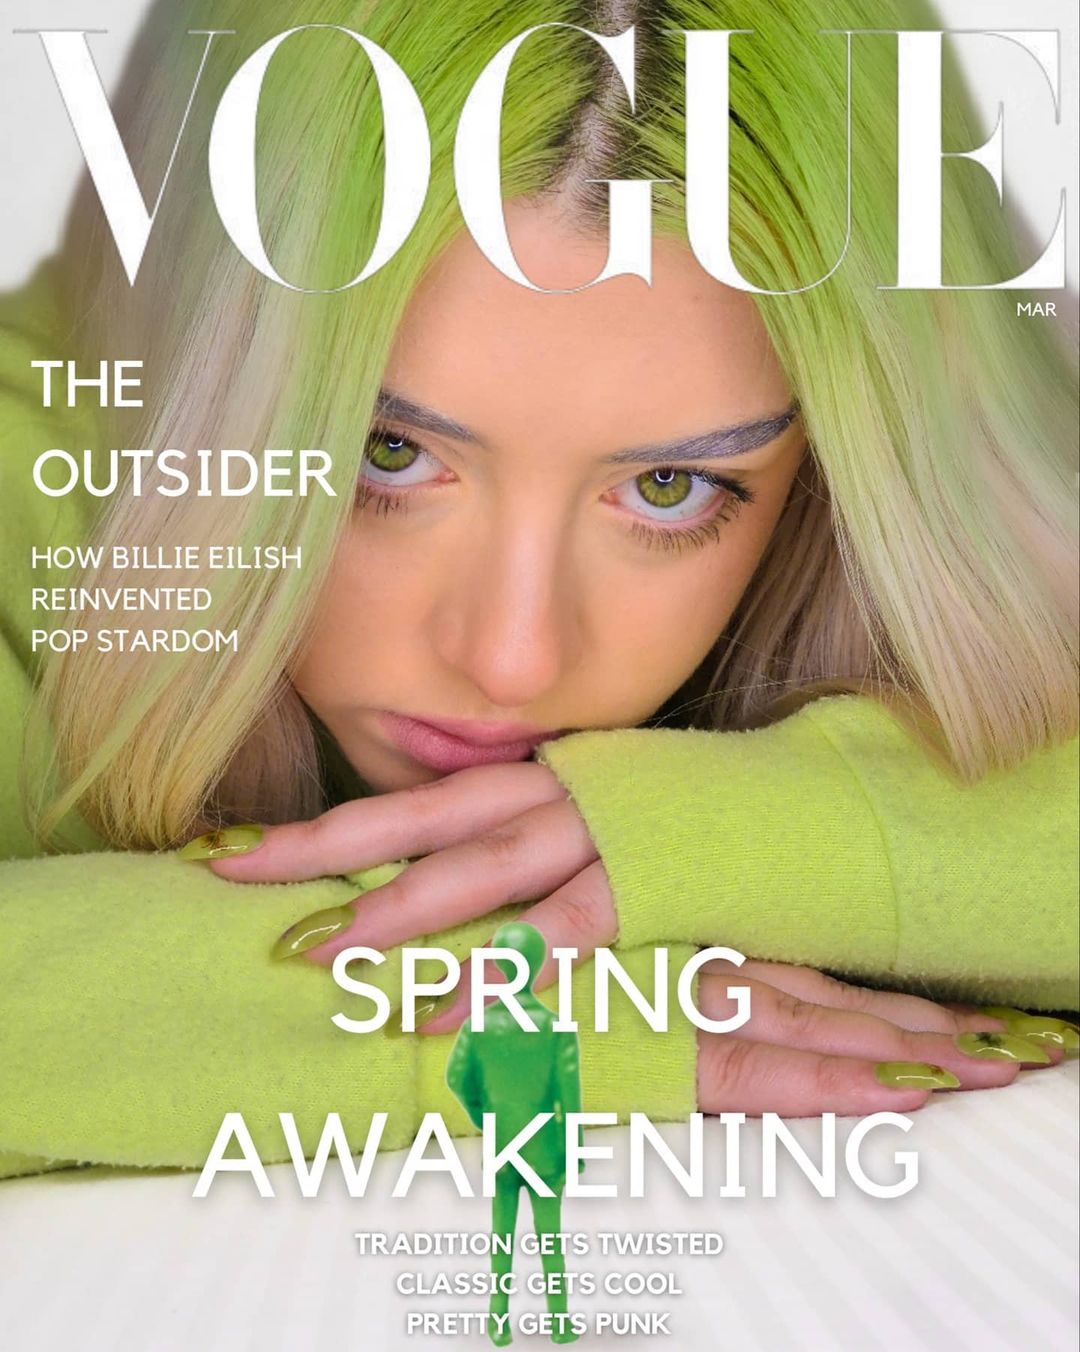 VOGUE
MAR
THE
OUTSIDER
HOW BILLIE EILISH
REINVENTED
POP STARDOM
SPRING
AWAKENING
TRADITION GETS TWISTED
CLASSIC GETS COOL
PRETTY GETS PUNK